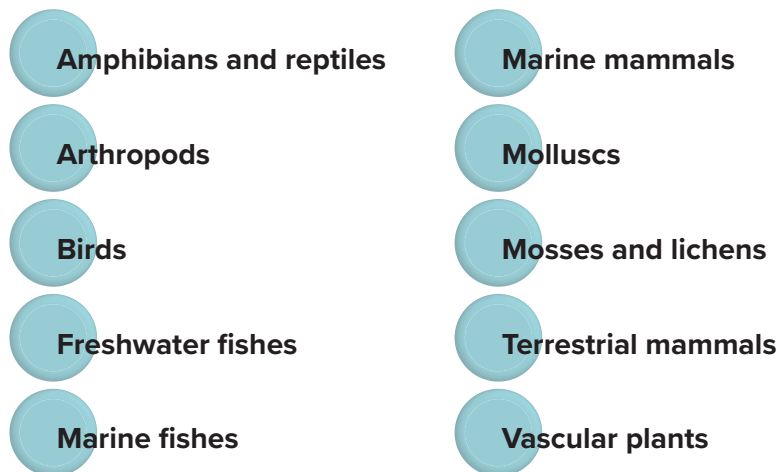 Amphibians and reptiles
Arthropods
Birds
Freshwater fishes
Marine fishes
Marine mammals
Molluscs
Mosses and lichens
Terrestrial mammals
Vascular plants